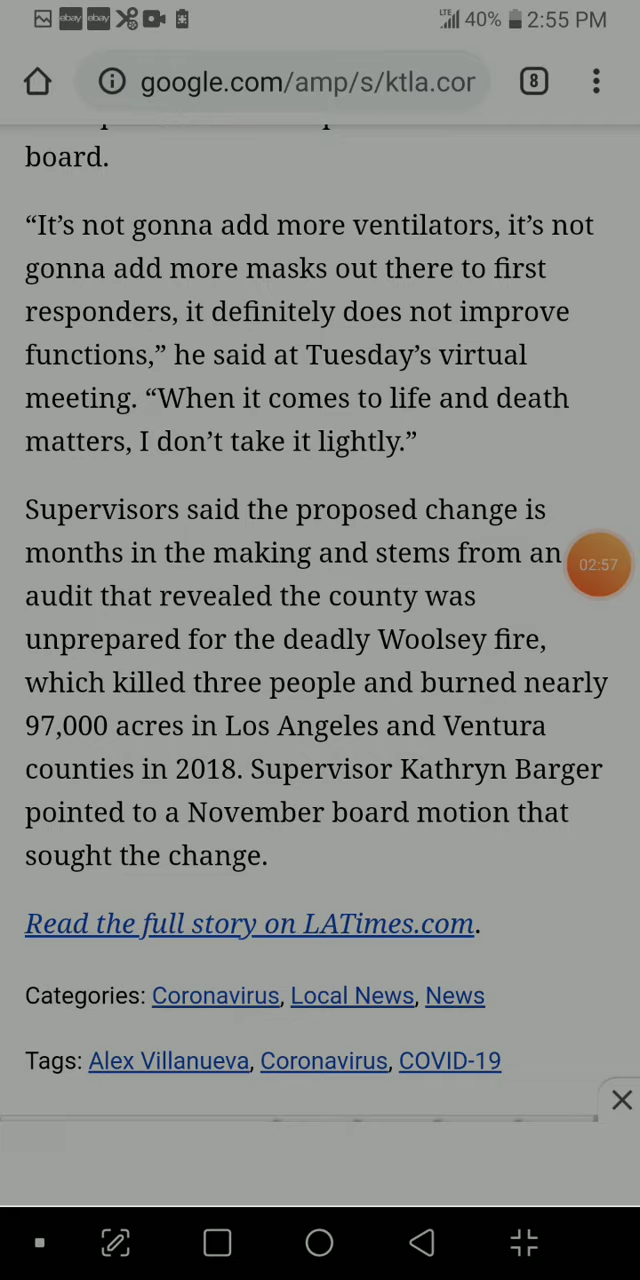 ebay ebay LTE 40% 2:55 PM
google.com/amp/s/ktla.cor 8
board.
“It’s not gonna add more ventilators, it’s not
gonna add more masks out there to first
responders, it definitely does not improve
functions,” he said at Tuesday’s virtual
meeting. “When it comes to life and death
matters, I don’t take it lightly.”
Supervisors said the proposed change is
months in the making and stems from an
02:57
audit that revealed the county was
unprepared for the deadly Woolsey fire,
which killed three people and burned nearly
97,000 acres in Los Angeles and Ventura
counties in 2018. Supervisor Kathryn Barger
pointed to a November board motion that
sought the change.
Read the full story on LATimes.com.
Categories: Coronavirus, Local News, News
Tags: Alex Villanueva, Coronavirus, COVID-19